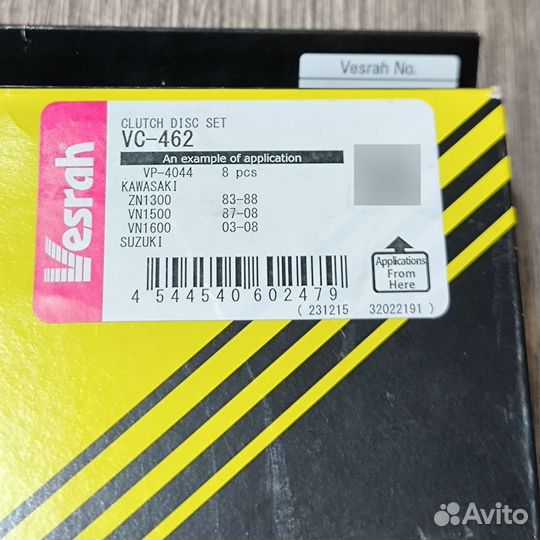 Vesrah No.
Vesrah®
CLUTCH DISC SET
VC-462
An example of application
VP-4044 8 pcs
KAWASAKI
ZN1300 83-88
VN1500 87-08
VN1600 03-08
SUZUKI
Applications
From
Here
4 544540 602479
( 231215 32022191 )
Avito